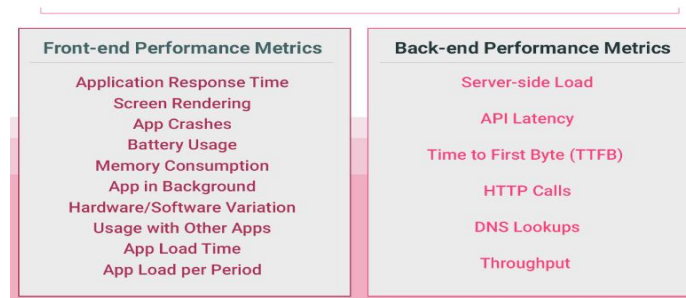 Front-end Performance Metrics
Application Response Time
Screen Rendering
App Crashes
Battery Usage
Memory Consumption
App in Background
Hardware/Software Variation
Usage with Other Apps
App Load Time
App Load per Period
Back-end Performance Metrics
Server-side Load
API Latency
Time to First Byte (TTFB)
HTTP Calls
DNS Lookups
Throughput